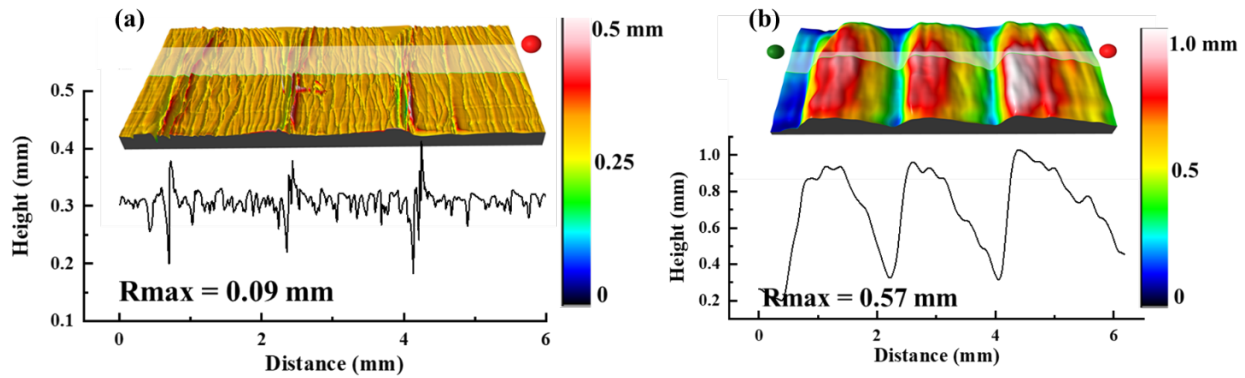 (a)
0.5 mm
0.25
0
0.5
0.4
0.3
0.2
0.1
Height (mm)
Rmax = 0.09 mm
0
2
4
6
Distance (mm)
(b)
1.0 mm
0.5
0
1.0
0.8
0.6
0.4
0.2
Height (mm)
Rmax = 0.57 mm
0
2
4
6
Distance (mm)